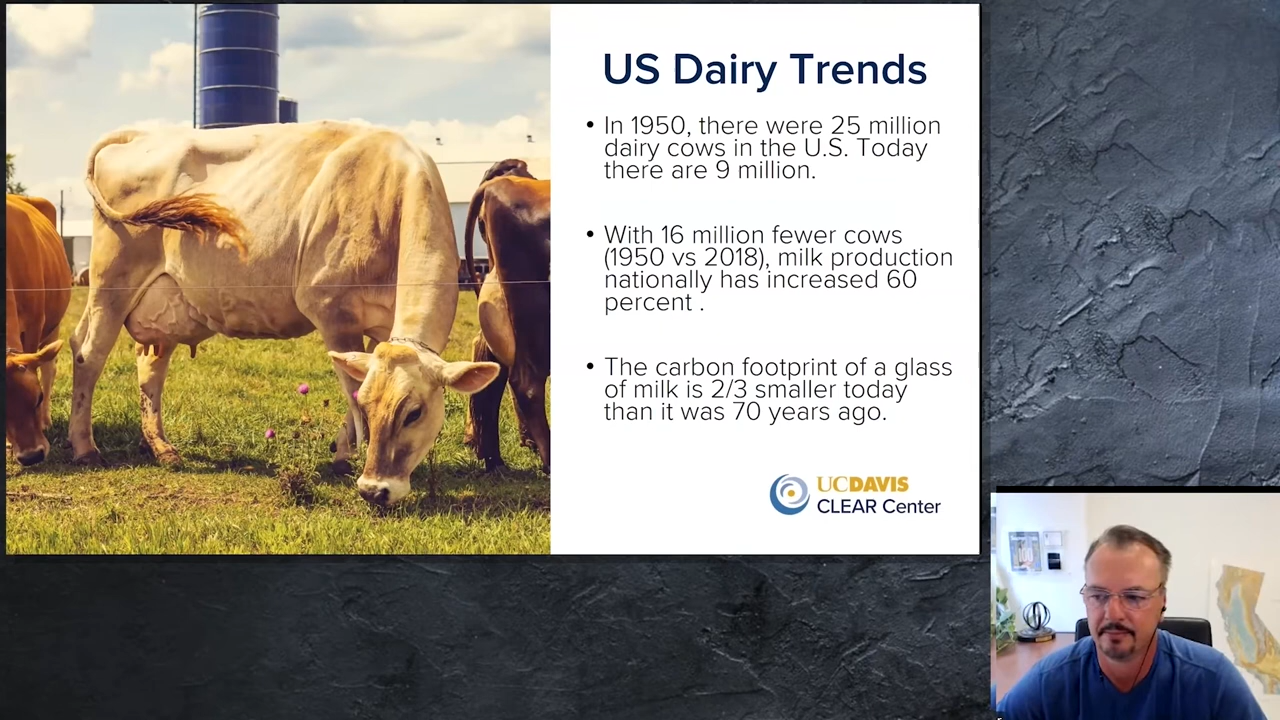 US Dairy Trends
• In 1950, there were 25 million
dairy cows in the U.S. Today
there are 9 million.
• With 16 million fewer cows
(1950 vs 2018), milk production
nationally has increased 60
percent .
• The carbon footprint of a glass
of milk is 2/3 smaller today
than it was 70 years ago.
UCDAVIS
CLEAR Center